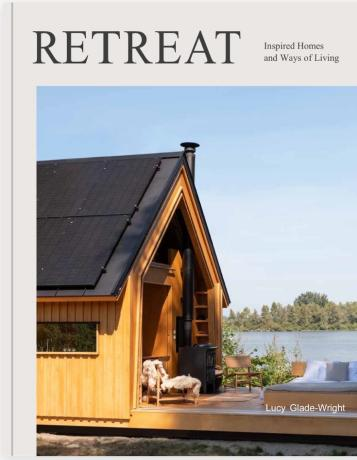 RETREAT
Inspired Homes
and Ways of Living
Lucy Glade-Wright